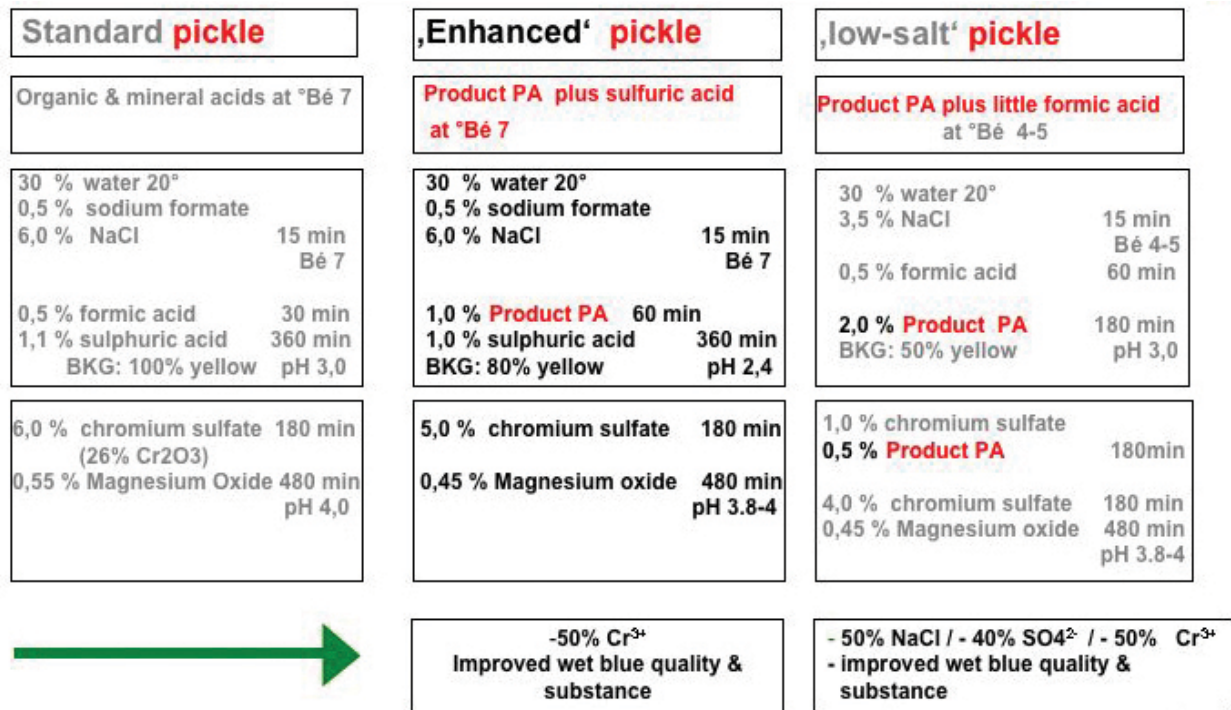 Standard pickle
Organic & mineral acids at °Bé 7
30 % water 20°
0,5 % sodium formate
6,0 % NaCl 15 min
Bé 7
0,5 % formic acid 30 min
1,1 % sulphuric acid 360 min
BKG: 100% yellow pH 3,0
6,0 % chromium sulfate 180 min
(26% Cr2O3)
0,55 % Magnesium Oxide 480 min
pH 4,0
‚Enhanced‘ pickle
Product PA plus sulfuric acid
at °Bé 7
30 % water 20°
0,5 % sodium formate
6,0 % NaCl 15 min
Bé 7
1,0 % Product PA 60 min
1,0 % sulphuric acid 360 min
BKG: 80% yellow pH 2,4
5,0 % chromium sulfate 180 min
0,45 % Magnesium oxide 480 min
pH 3.8-4
-50% Cr³⁺
Improved wet blue quality &
substance
‚low-salt‘ pickle
Product PA plus little formic acid
at °Bé 4-5
30 % water 20°
3,5 % NaCl 15 min
Bé 4-5
0,5 % formic acid 60 min
2,0 % Product PA 180 min
BKG: 50% yellow pH 3,0
1,0 % chromium sulfate
0,5 % Product PA 180min
4,0 % chromium sulfate 180 min
0,45 % Magnesium oxide 480 min
pH 3.8-4
- 50% NaCl / - 40% SO4²⁻ / - 50% Cr³⁺
- improved wet blue quality &
substance